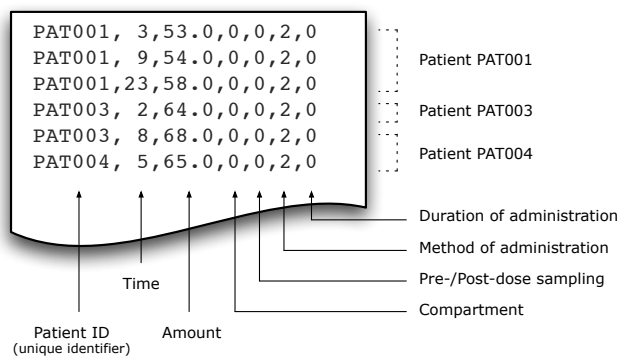 PAT001, 3,53.0,0,0,2,0
PAT001, 9,54.0,0,0,2,0
PAT001,23,58.0,0,0,2,0
PAT003, 2,64.0,0,0,2,0
PAT003, 8,68.0,0,0,2,0
PAT004, 5,65.0,0,0,2,0
Patient PAT001
Patient PAT003
Patient PAT004
Duration of administration
Method of administration
Pre-/Post-dose sampling
Compartment
Time
Patient ID
(unique identifier)
Amount